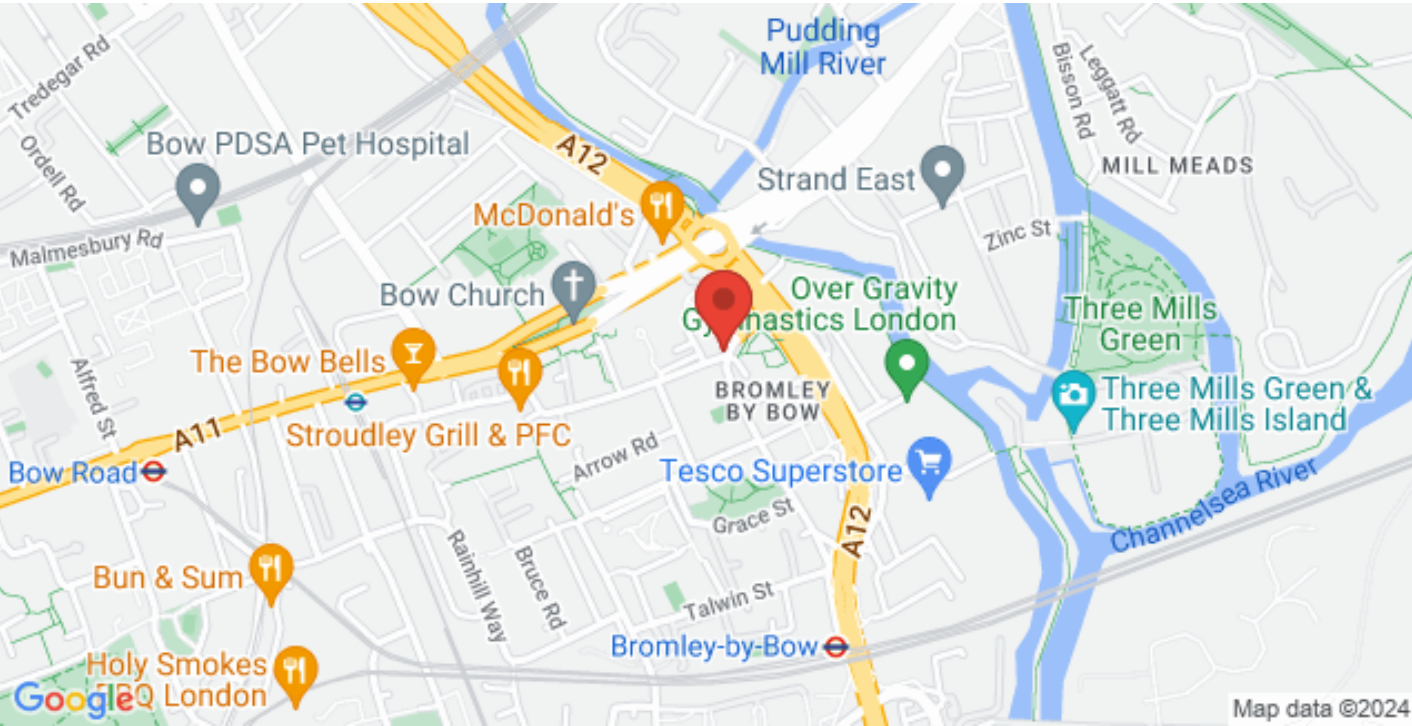 Pudding
Mill River
Tredegar Rd
Ordell Rd
Bow PDSA Pet Hospital
A12
Bisson Rd
Leggatt Rd
MILL MEADS
Strand East
McDonald's
Malmesbury Rd
Zinc St
Bow Church
Over Gravity
Gymnastics London
Three Mills
Green
The Bow Bells
Alfred St
BROMLEY
BY BOW
Three Mills Green &
Three Mills Island
A11
Stroudley Grill & PFC
Arrow Rd
Bow Road
Tesco Superstore
Grace St
A12
Channelsea River
Rainhill Way
Bruce Rd
Bun & Sum
Talwin St
Bromley-by-Bow
Holy Smokes
BBQ London
Google
Map data ©2024